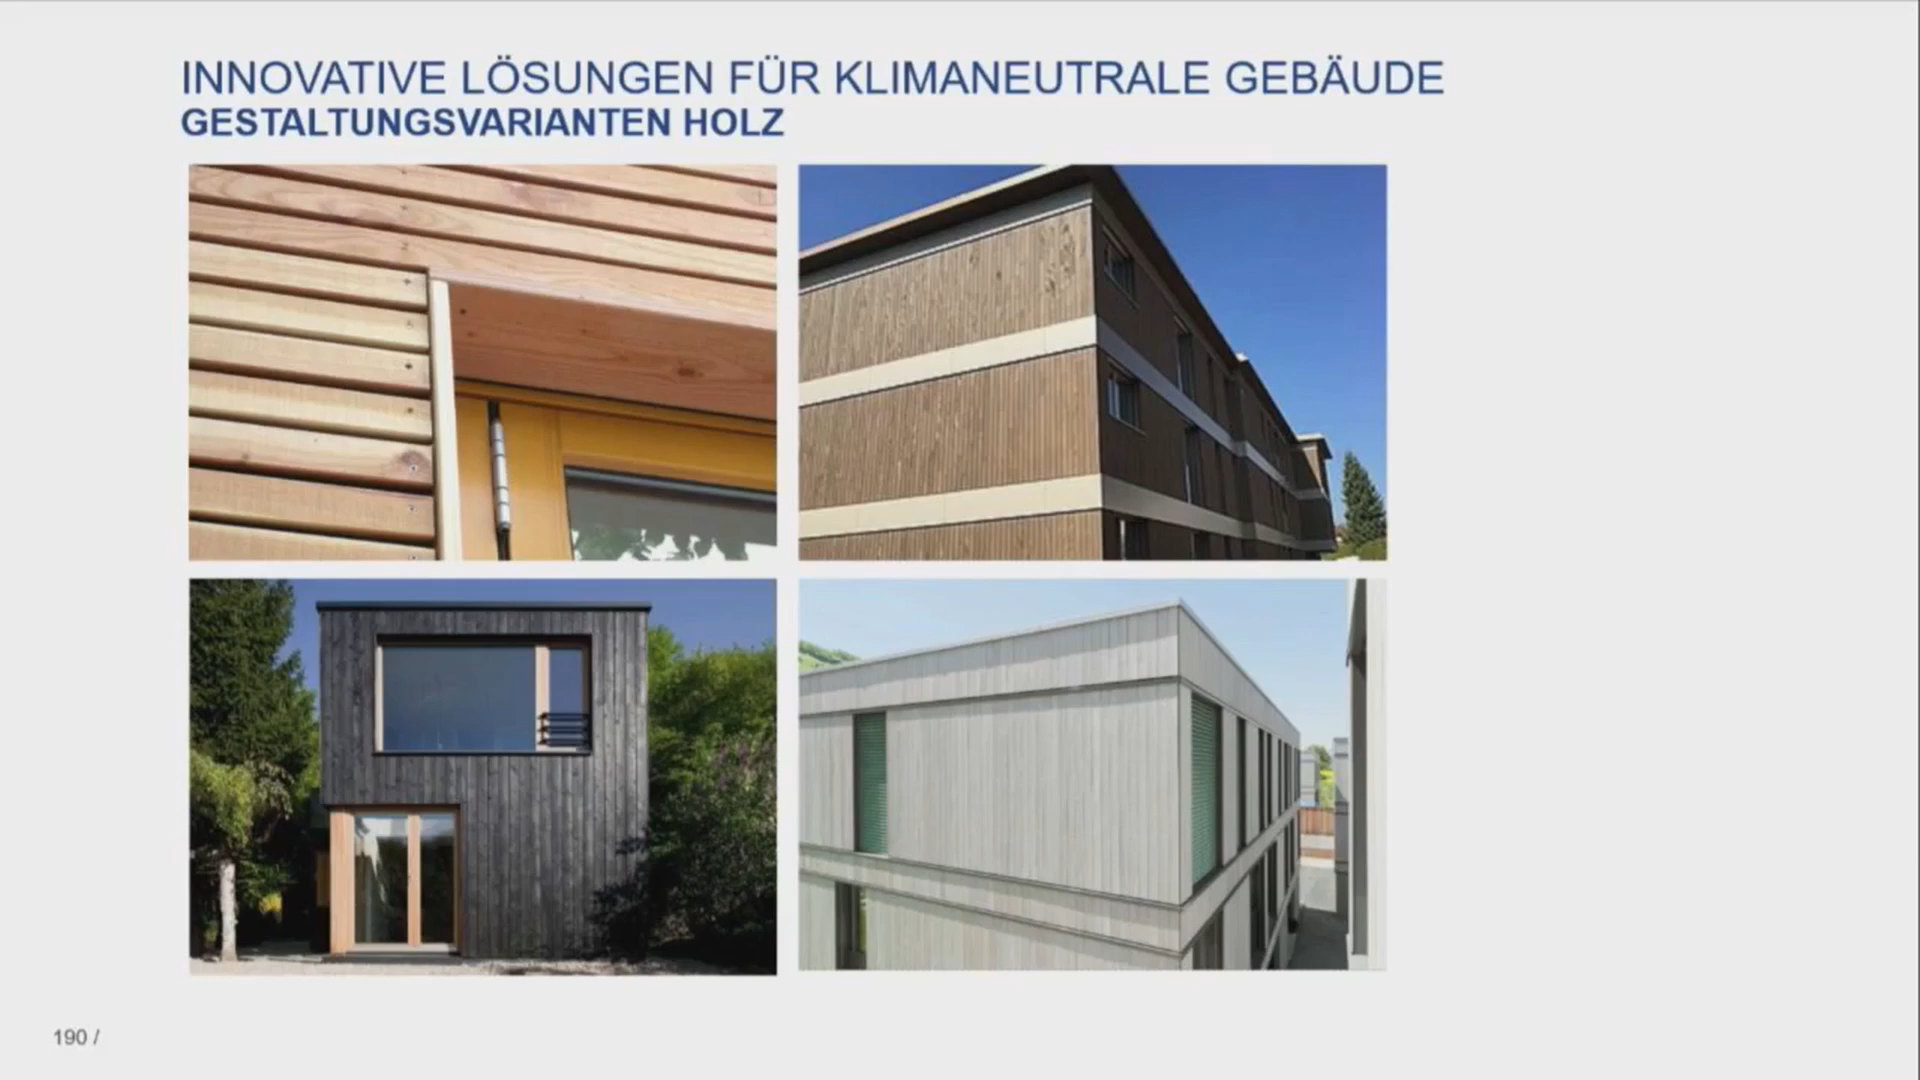 INNOVATIVE LÖSUNGEN FÜR KLIMANEUTRALE GEBÄUDE
GESTALTUNGSVARIANTEN HOLZ
190 /